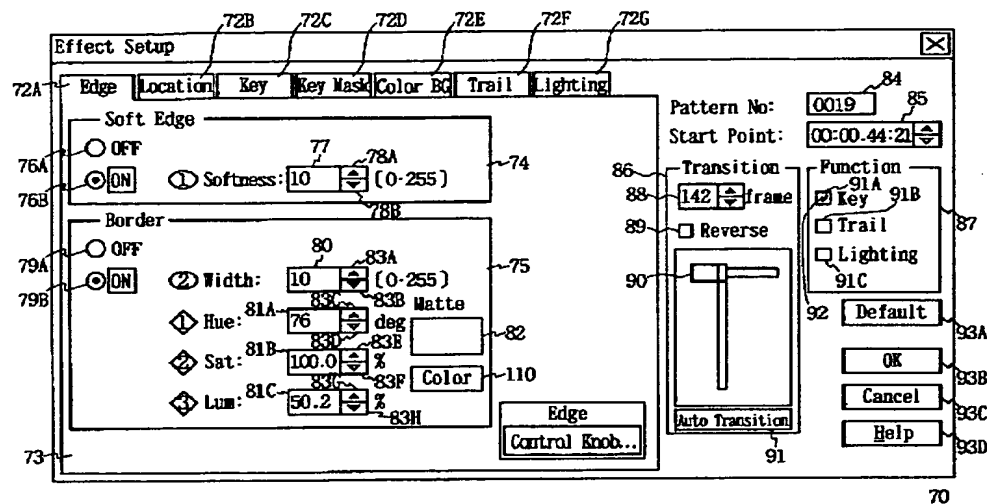 72B 72C 72D 72E 72F 72G
Effect Setup
72A Edge Location Key Key Mask Color BG Trail Lighting
Pattern No: 0019 84
Start Point: 00:00.44:21 85
Soft Edge
76A OFF
76B ON ① Softness: 77 10 78A 78B (0-255) 74
Border
79A OFF
79B ON ② Width: 80 10 83A 83B (0-255) 75
Matte
82
1 Hue: 81A 76 83C 83D deg
2 Sat: 81B 100.0 83E 83F %
3 Lum: 81C 50.2 83G 83H %
Color 110
Edge
Control Knob...
73
86 Transition
88 142 frame
89 Reverse
90
Auto Transition
91
Function
91A
Key
91B
Trail
Lighting
91C
87
92
Default 93A
OK 93B
Cancel 93C
Help 93D
70